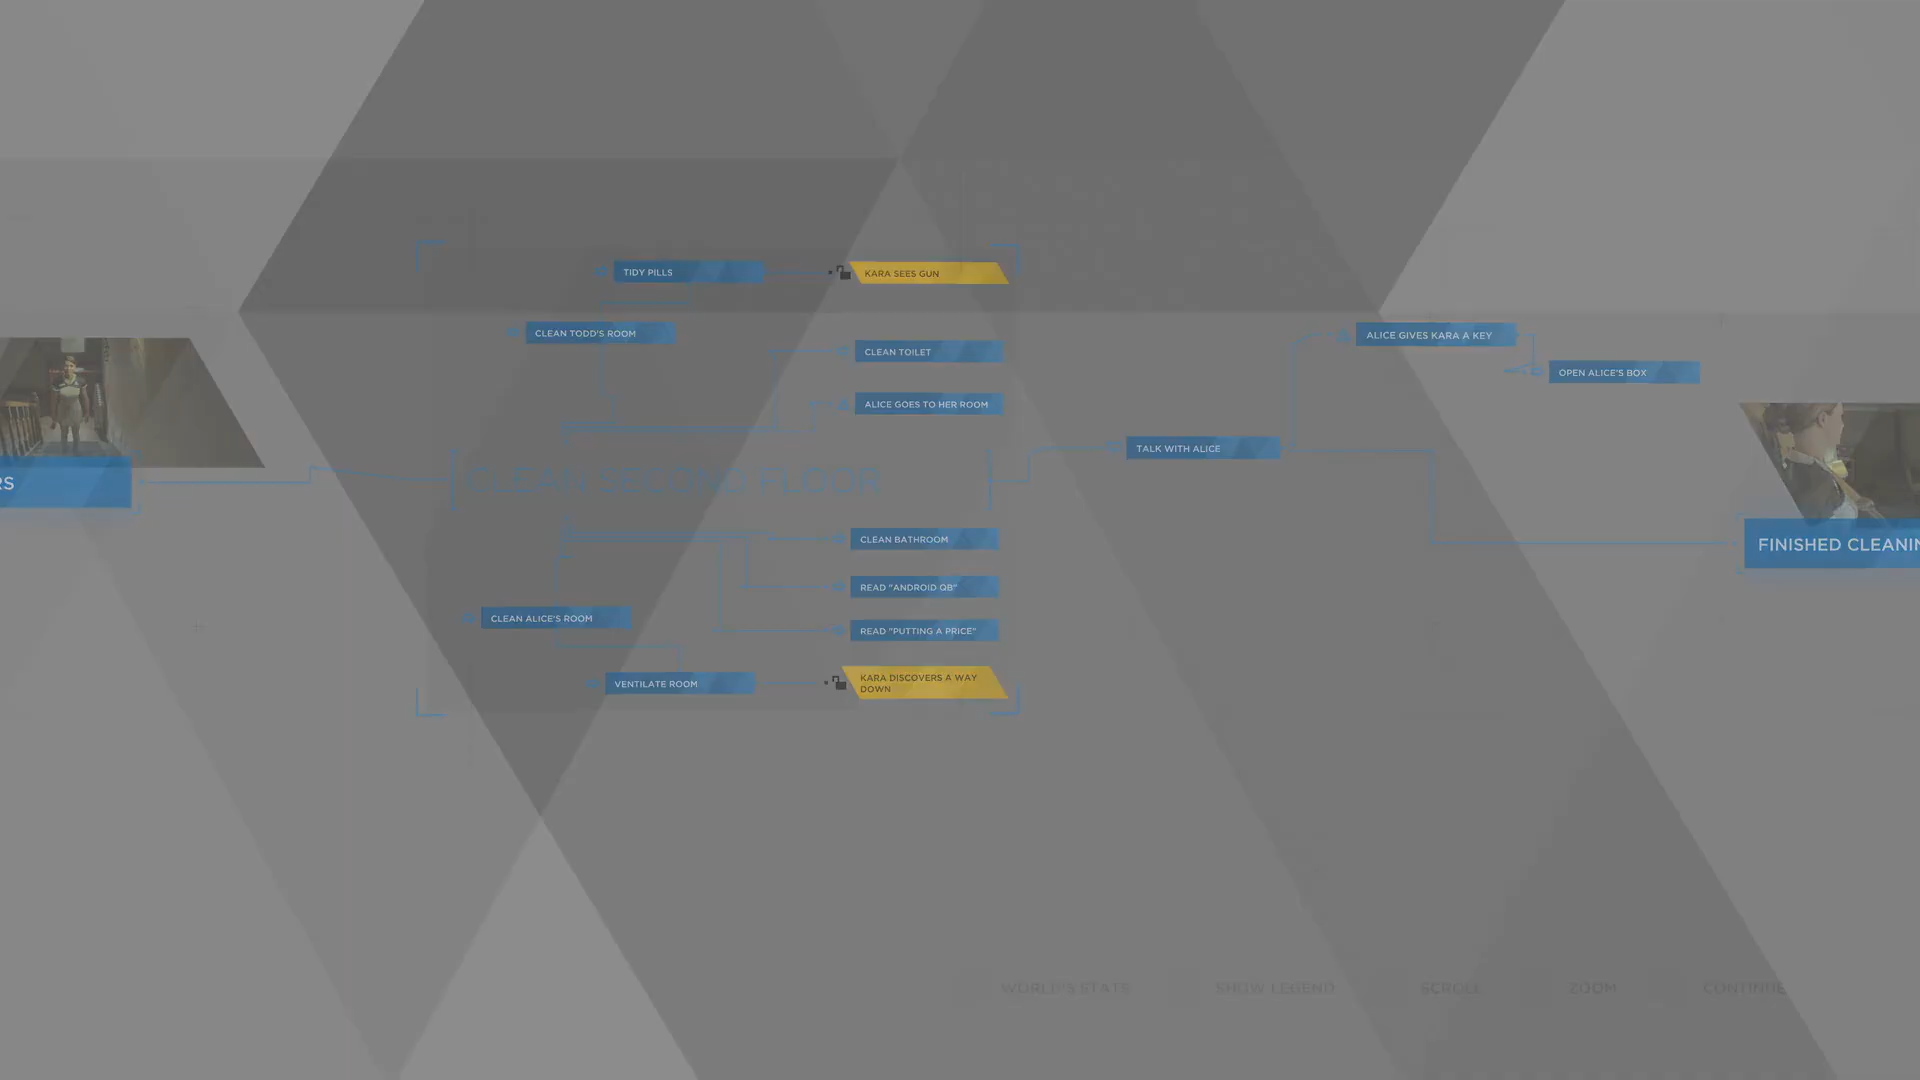 TIDY PILLS
KARA SEES GUN
CLEAN TODD'S ROOM
CLEAN TOILET
ALICE GOES TO HER ROOM
ALICE GIVES KARA A KEY
OPEN ALICE'S BOX
TALK WITH ALICE
RS
CLEAN SECOND FLOOR
CLEAN BATHROOM
FINISHED CLEANIN
READ "ANDROID QB"
CLEAN ALICE'S ROOM
READ "PUTTING A PRICE"
VENTILATE ROOM
KARA DISCOVERS A WAY
DOWN
WORLD'S STATS
SHOW LEGEND
SCROLL
ZOOM
CONTINUE